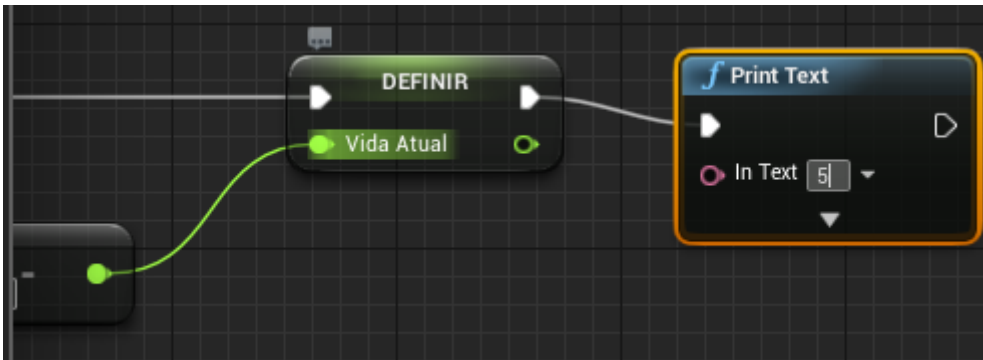 DEFINIR
Vida Atual
Print Text
In Text 5
-